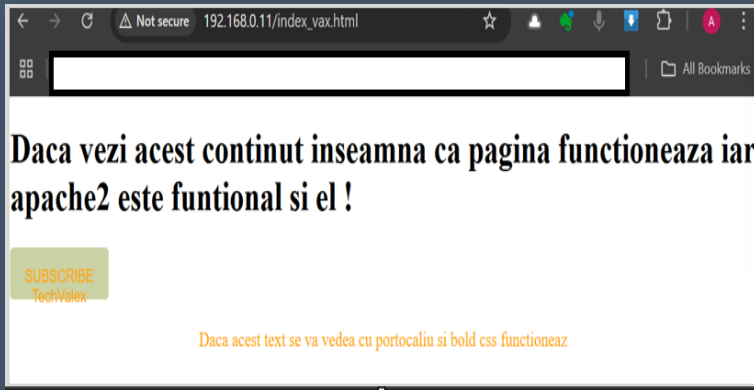 Not secure 192.168.0.11/index_vax.html
A
All Bookmarks
Daca vezi acest continut inseamna ca pagina functioneaza iar
apache2 este funtional si el !
SUBSCRIBE
TechValex
Daca acest text se va vedea cu portocaliu si bold css functioneaz